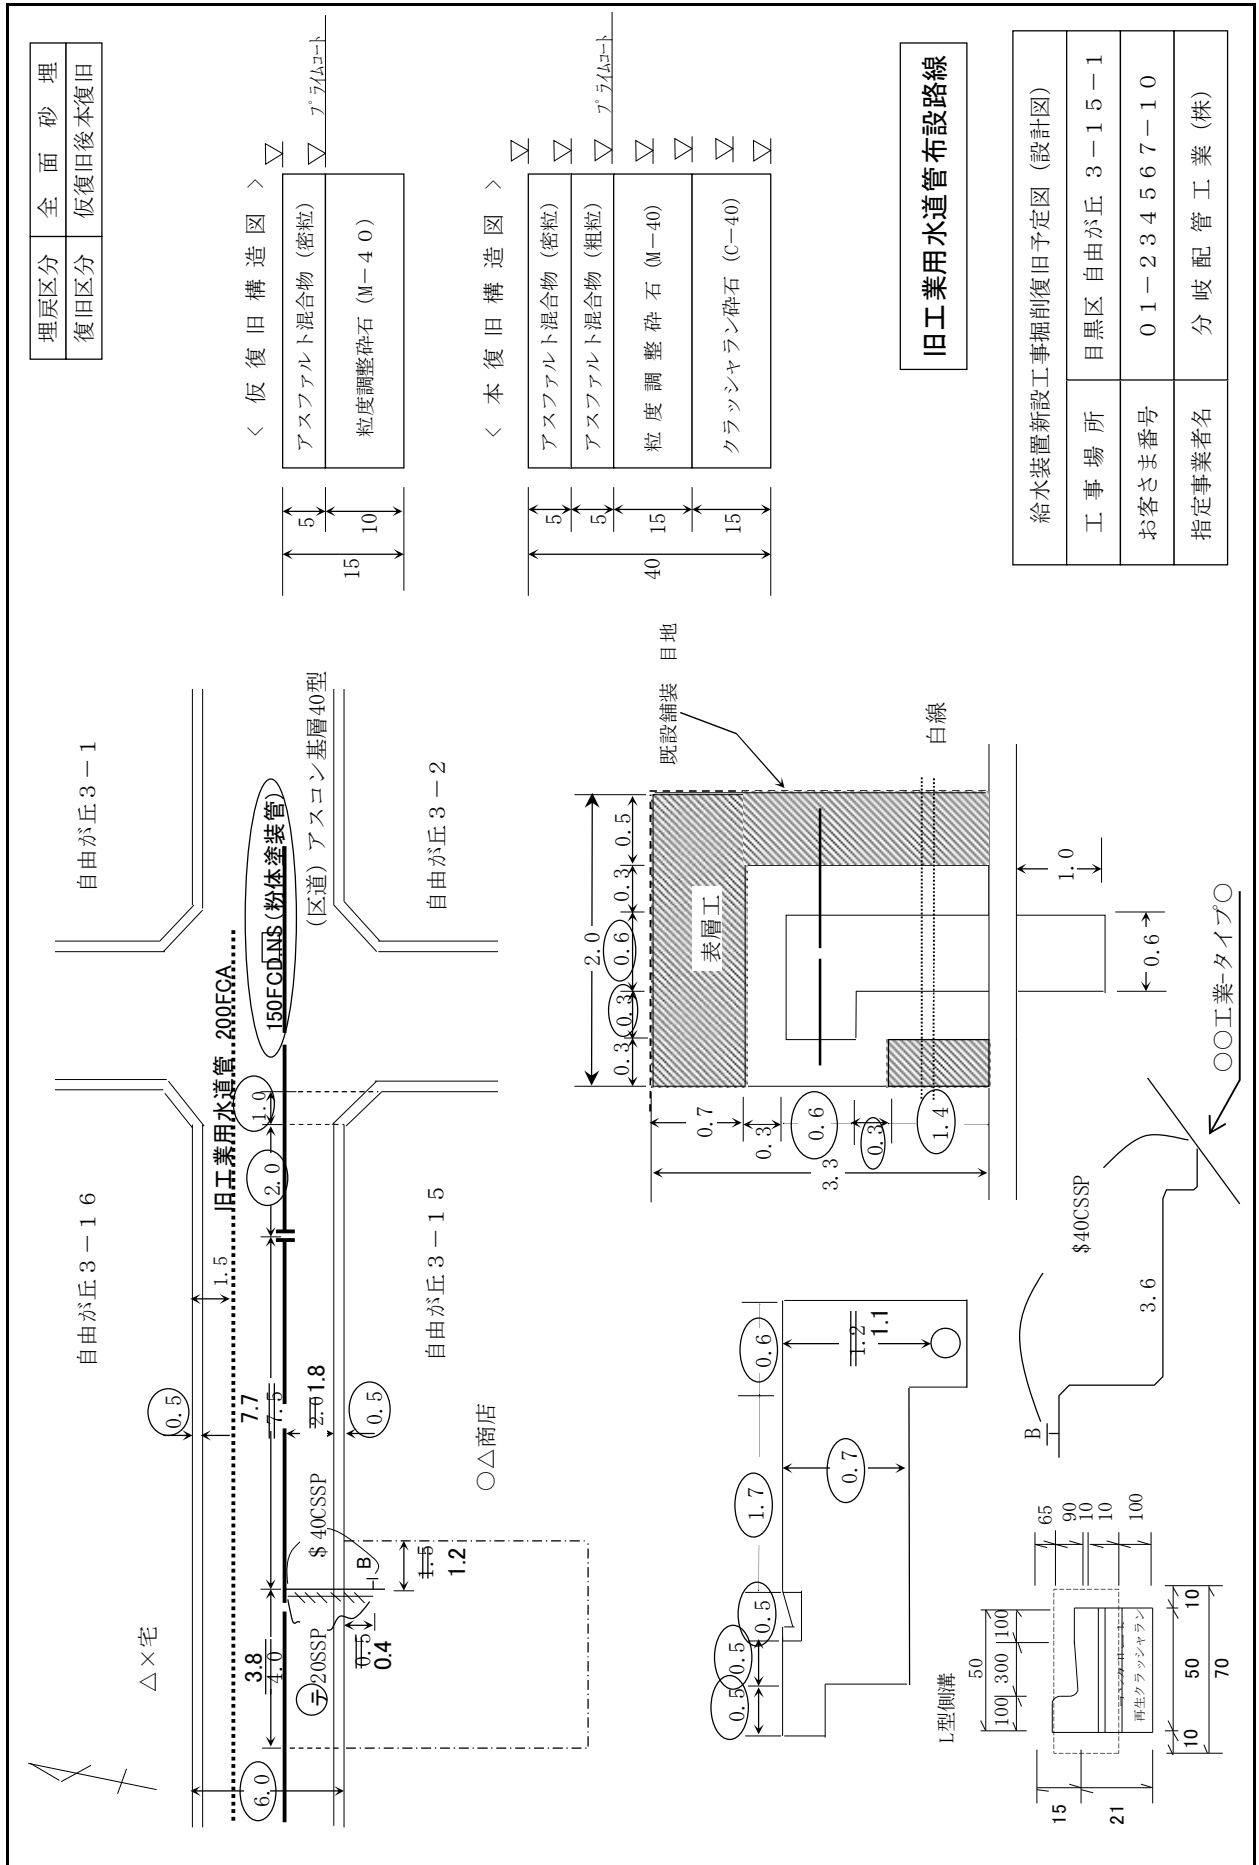 埋戻区分 全面砂埋
復旧区分 仮復旧後本復旧
＜仮復旧構造図＞
アスファルト混合物（密粒）
粒度調整砕石（M－４０）
プライムコート
5
10
15
＜本復旧構造図＞
アスファルト混合物（密粒）
アスファルト混合物（粗粒）
粒度調整砕石（M-40）
クラッシャラン砕石（C-40）
プライムコート
5
5
15
15
40
旧工業用水道管布設路線
給水装置新設工事掘削復旧予定図（設計図）
工事場所 目黒区 自由が丘 3－15－1
お客さま番号 01－234567－10
指定事業者名 分岐配管工業（株）
自由が丘3－16
自由が丘3－1
旧工業用水道管 200FCA
150FCD.NS(粉体塗装管)
(区道) アスコン基層40型
自由が丘3－15
自由が丘3－2
△×宅
○△商店
6.0
3.8
4.0
7.7
7.5
2.0
1.0
1.5
0.5
2.0
1.8
0.5
テ20SSP
$40CSSP
B
0.5
0.4
1.5
1.2
既設舗装 目地
白線
表層工
2.0
0.3
0.3
0.6
0.3
0.5
3.3
0.7
0.3
0.6
0.3
1.4
1.0
0.6
0.5
0.5
0.5
1.7
0.6
0.7
1.2
1.1
L型側溝
50
100
300
100
15
21
65
90
10
10
100
再生クラッシャラン
10
50
10
70
B
$40CSSP
3.6
○○工業-タイプ○